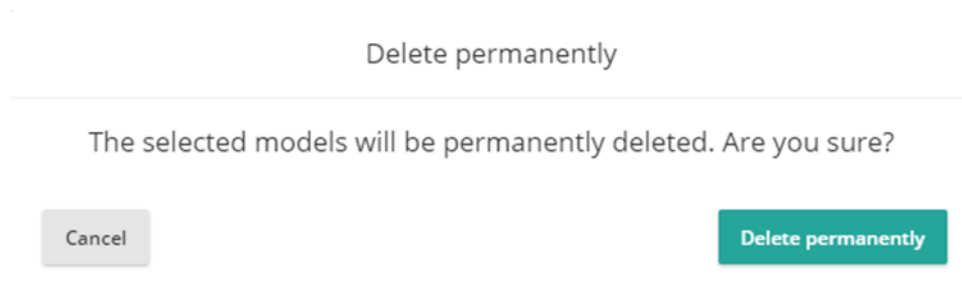 Delete permanently
The selected models will be permanently deleted. Are you sure?
Cancel
Delete permanently